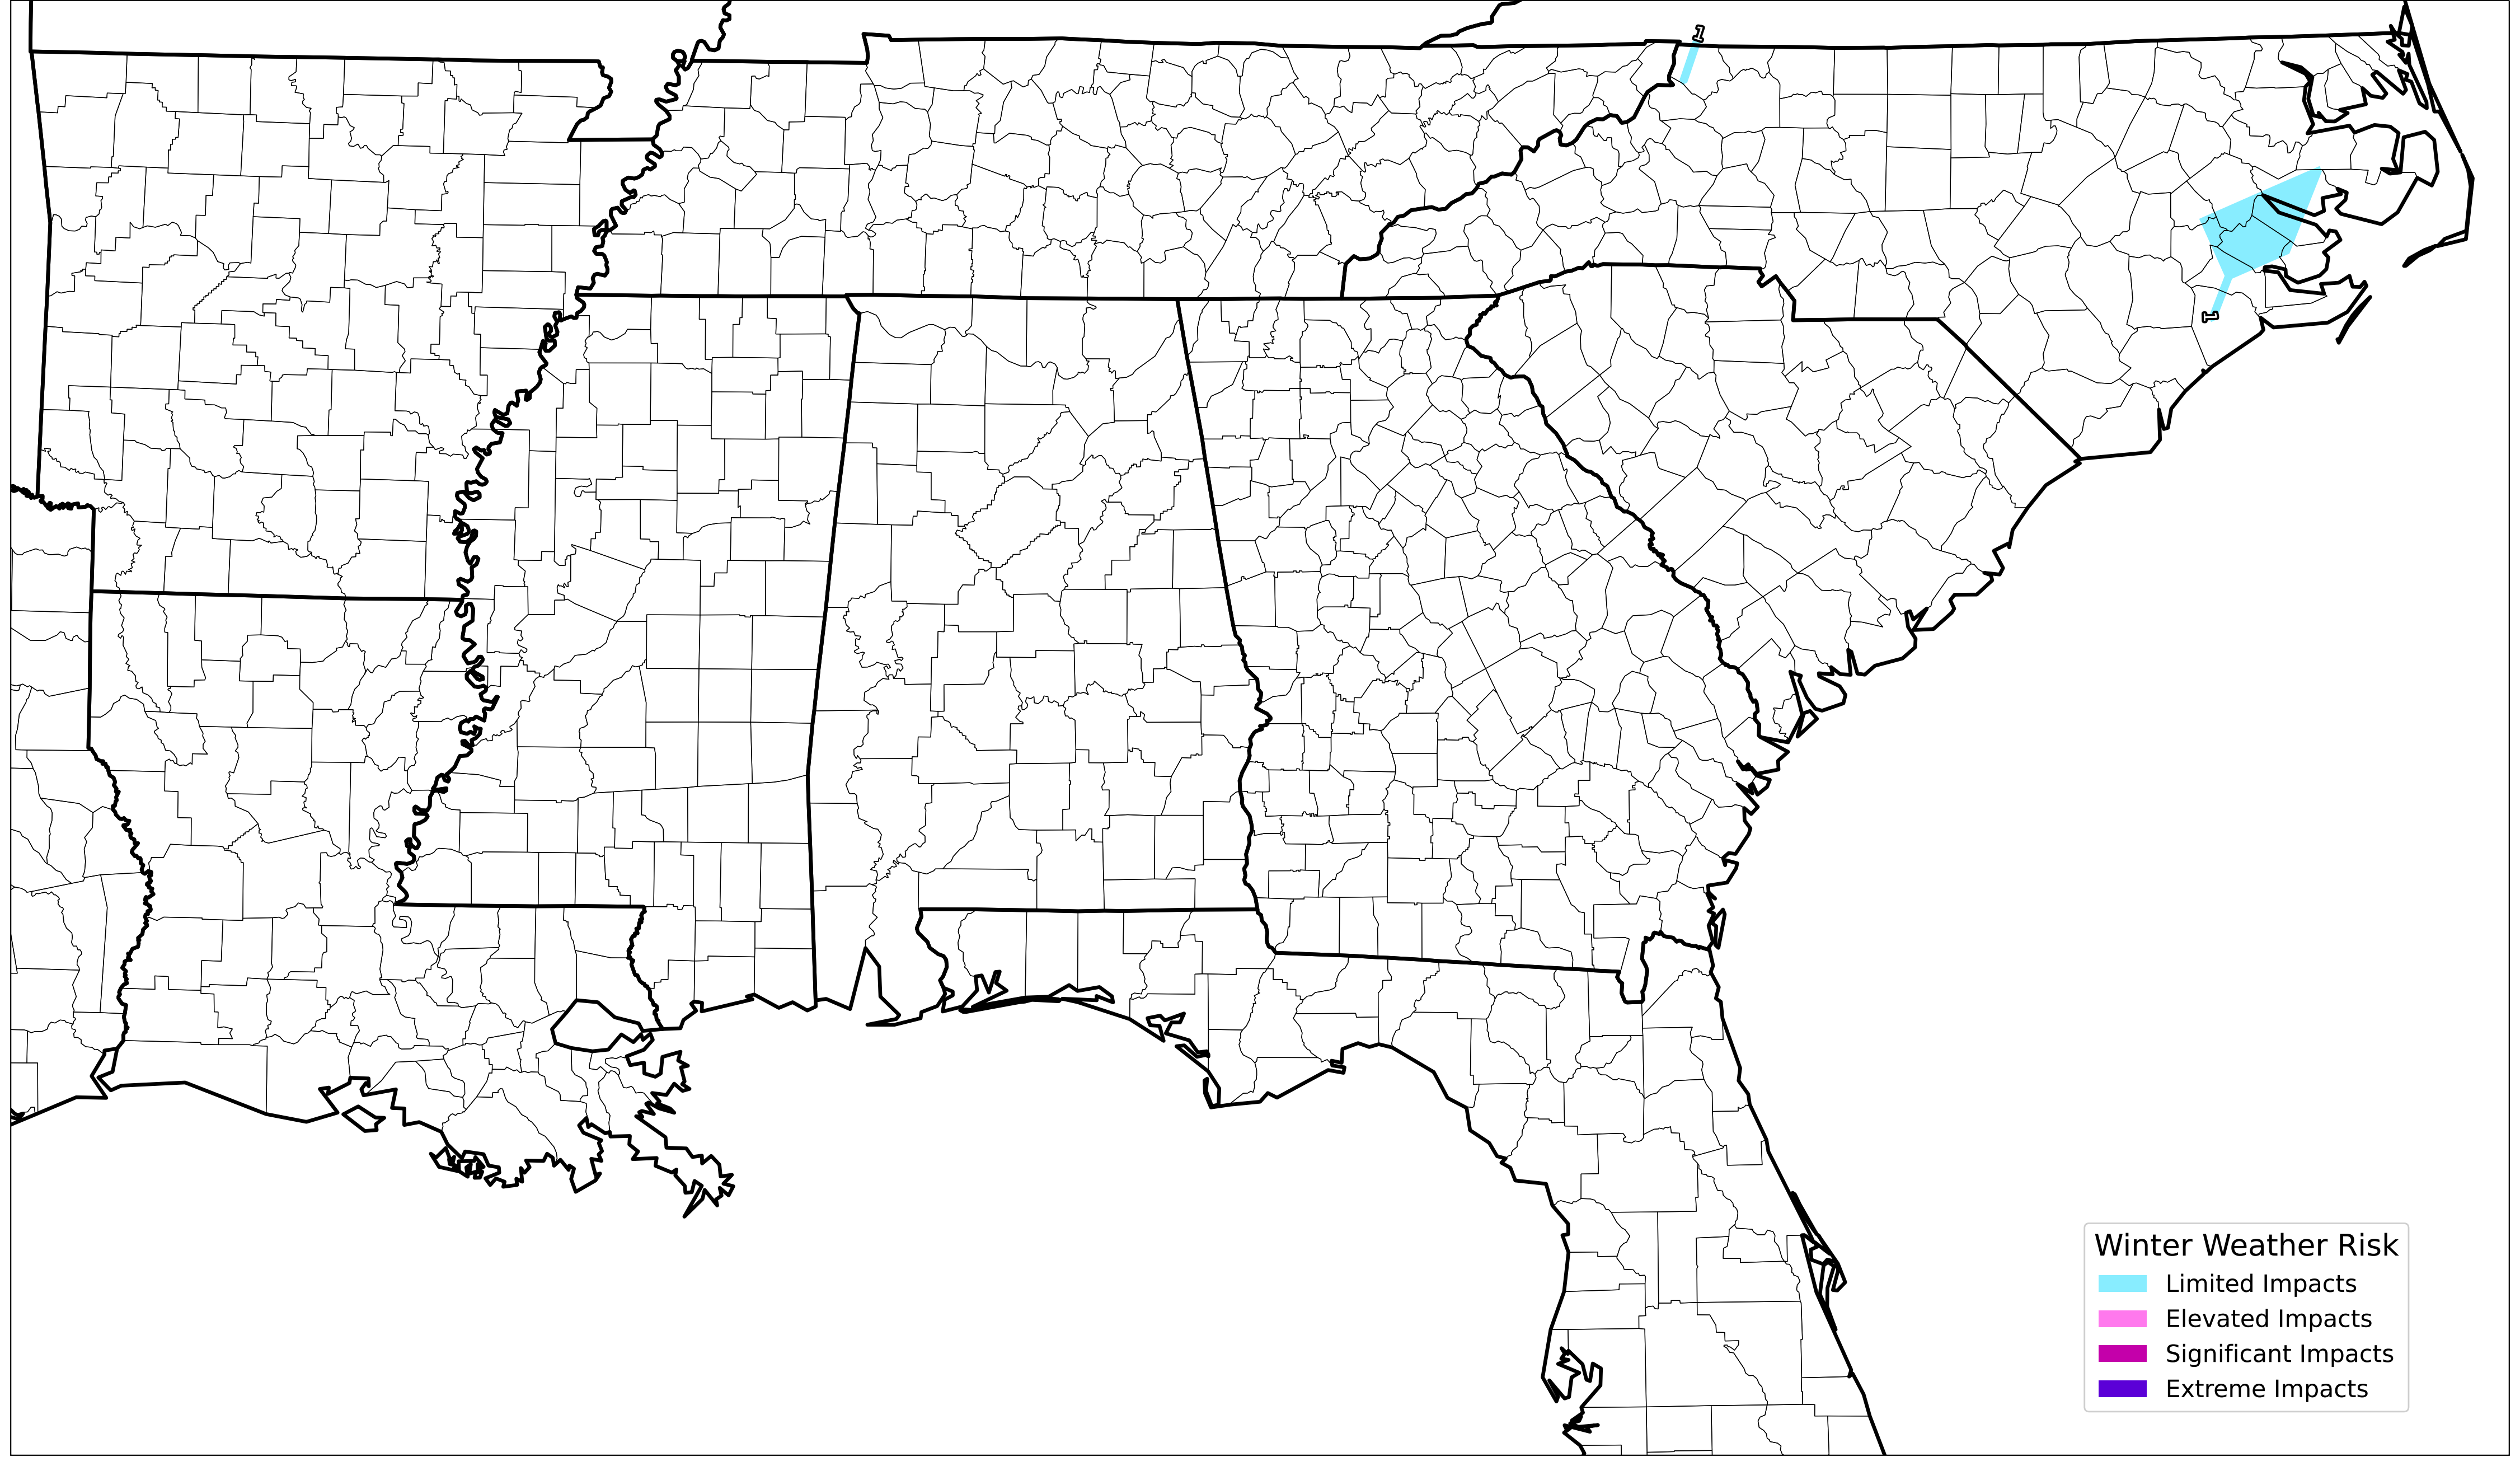 1
1
Winter Weather Risk
Limited Impacts
Elevated Impacts
Significant Impacts
Extreme Impacts